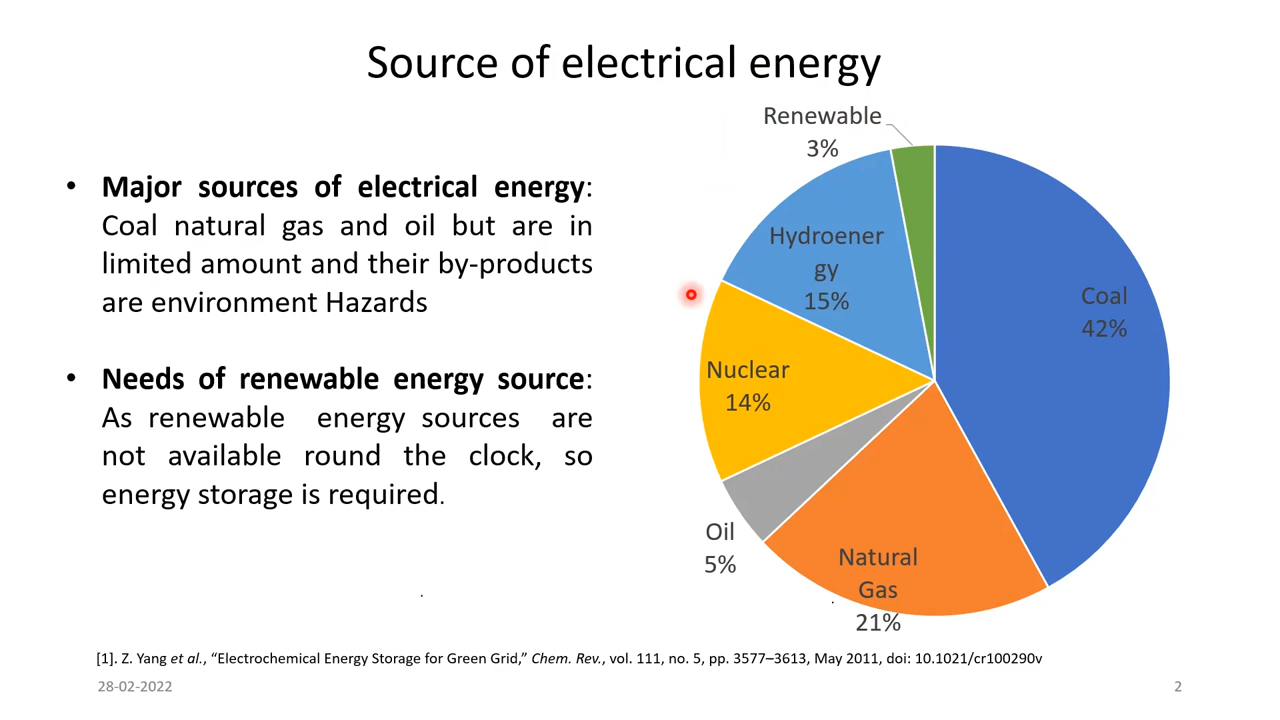 Source of electrical energy
• Major sources of electrical energy:
Coal natural gas and oil but are in
limited amount and their by-products
are environment Hazards
• Needs of renewable energy source:
As renewable energy sources are
not available round the clock, so
energy storage is required.
Renewable
3%
Hydroener
gy
15%
Coal
42%
Nuclear
14%
Oil
5%
Natural
Gas
21%
[1]. Z. Yang et al., “Electrochemical Energy Storage for Green Grid,” Chem. Rev., vol. 111, no. 5, pp. 3577–3613, May 2011, doi: 10.1021/cr100290v
28-02-2022
2